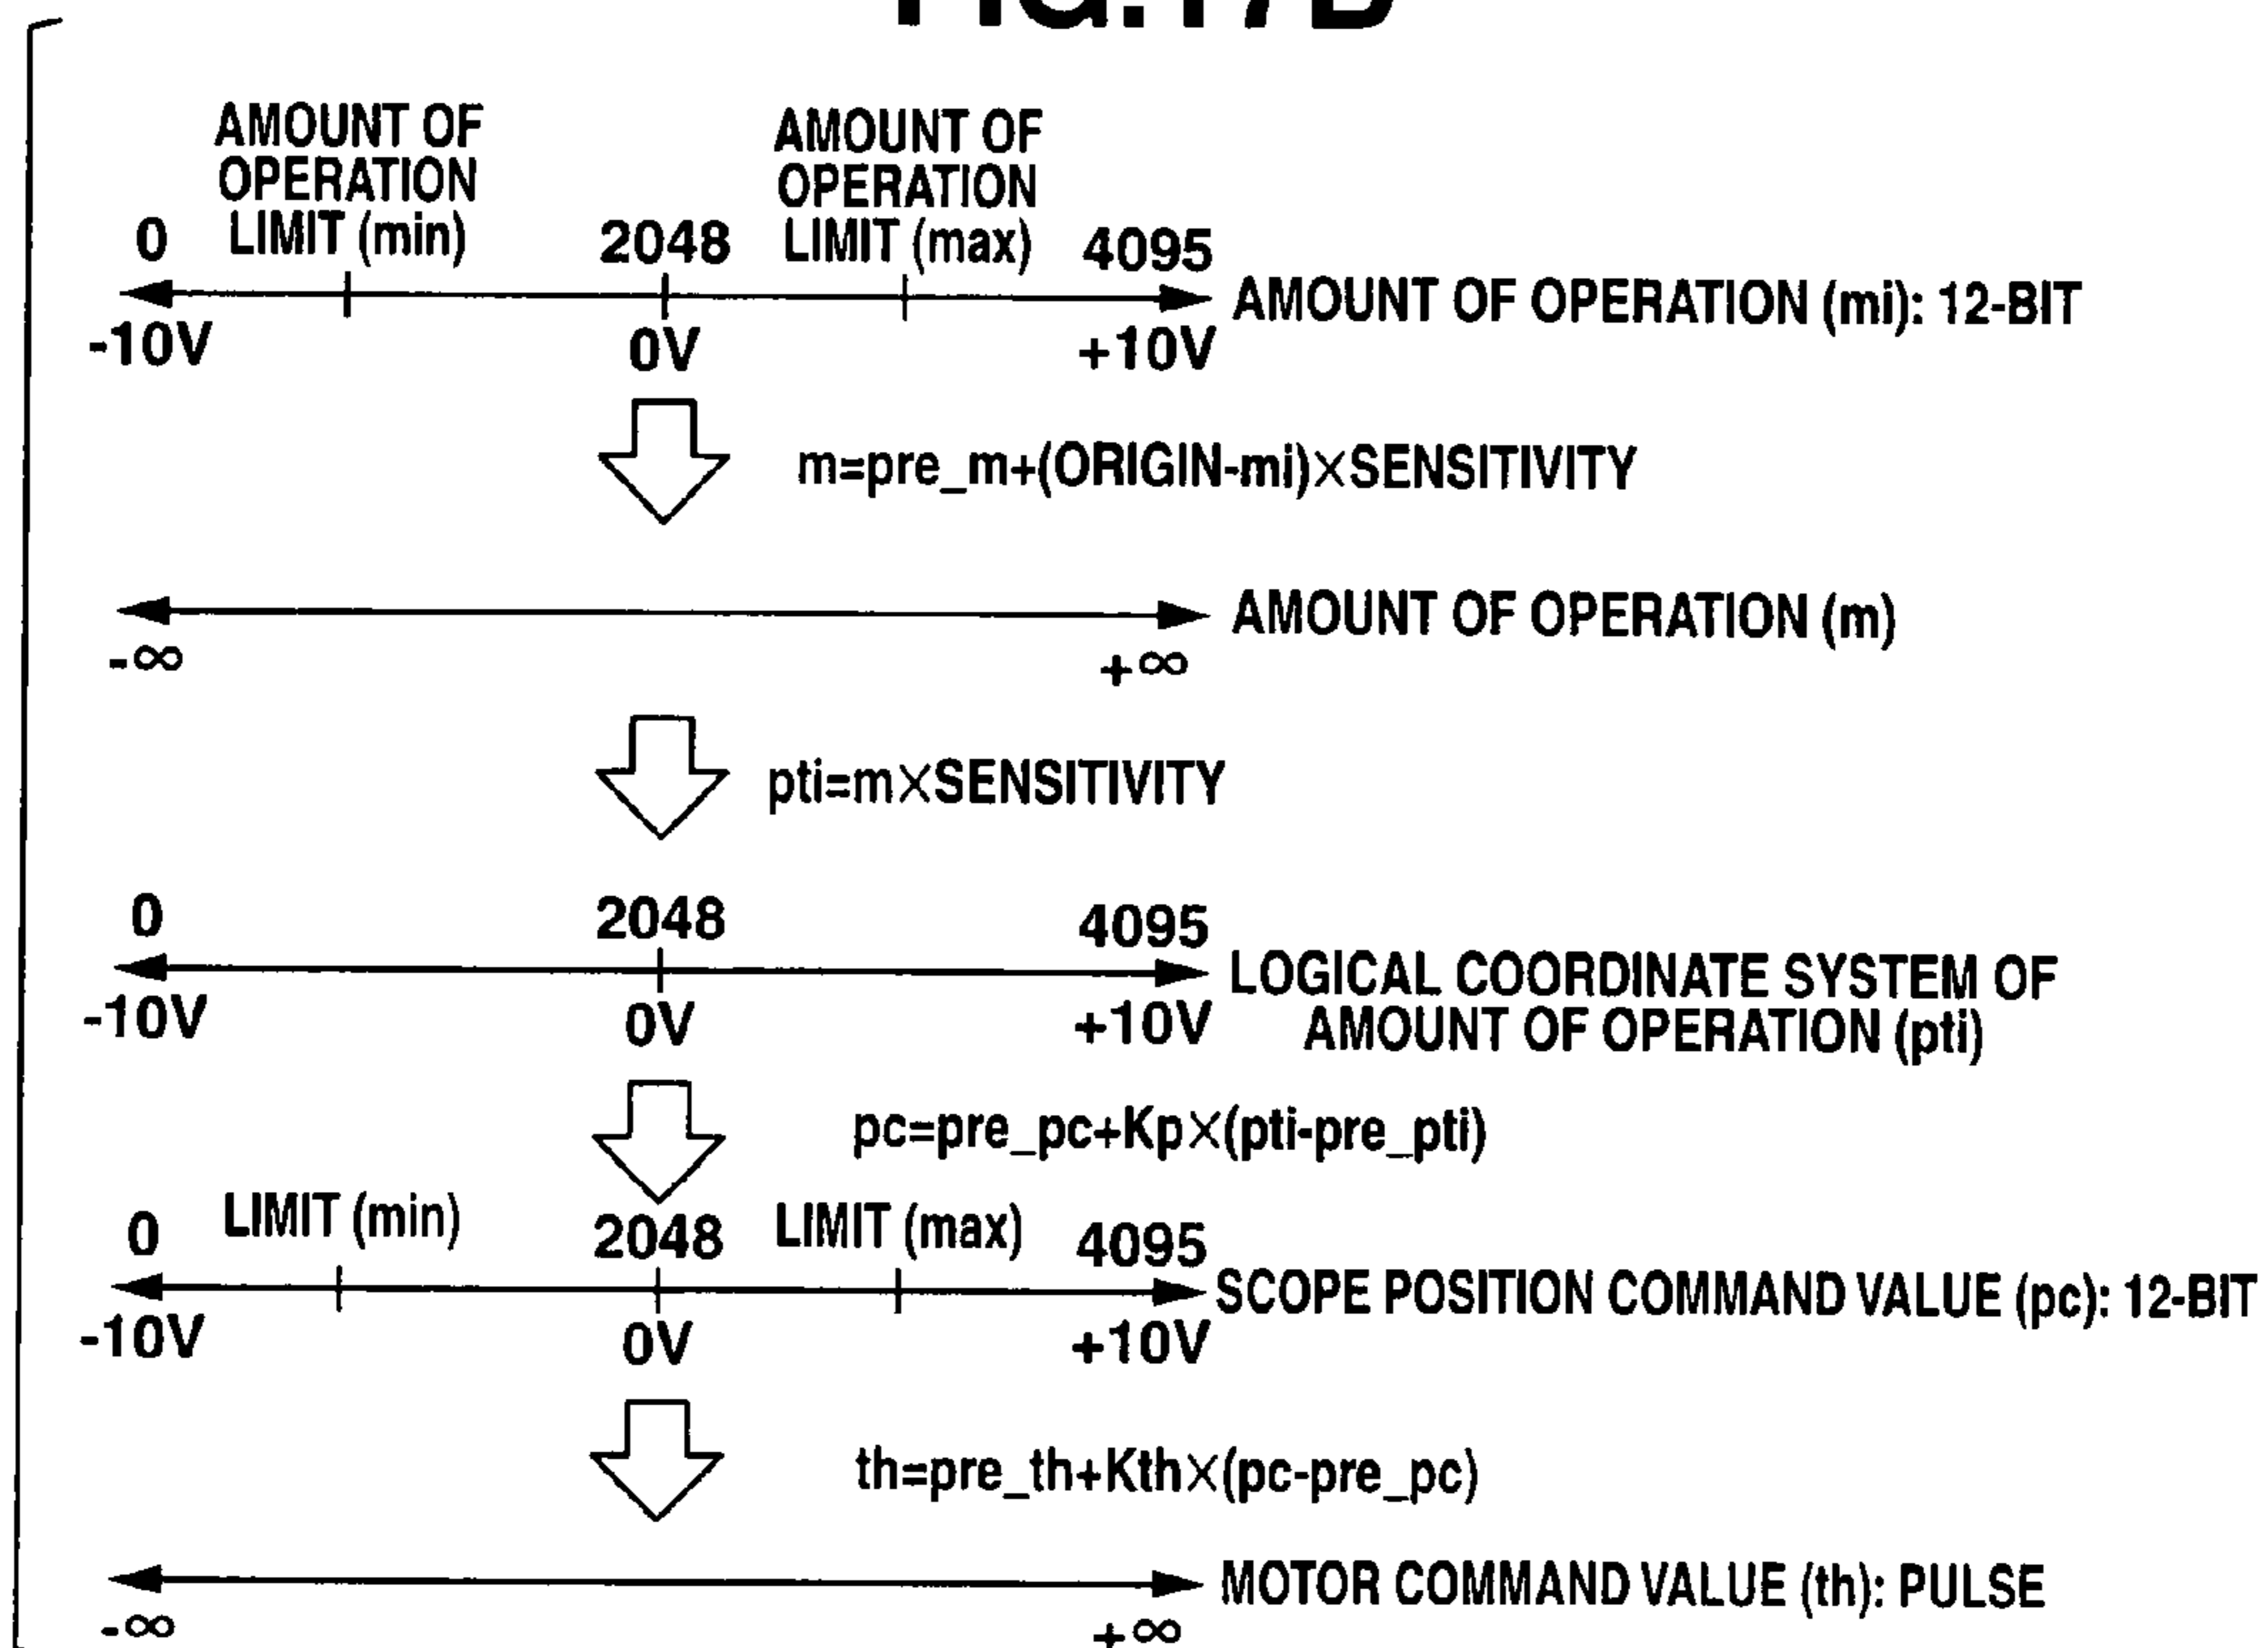 FIG.17B
AMOUNT OF
OPERATION
LIMIT (min)
AMOUNT OF
OPERATION
LIMIT (max)
0
2048
4095
AMOUNT OF OPERATION (mi): 12-BIT
-10V
0V
+10V
m=pre_m+(ORIGIN-mi)×SENSITIVITY
AMOUNT OF OPERATION (m)
-∞
+∞
pti=m×SENSITIVITY
0
2048
4095
LOGICAL COORDINATE SYSTEM OF
AMOUNT OF OPERATION (pti)
-10V
0V
+10V
pc=pre_pc+Kp×(pti-pre_pti)
0
LIMIT (min)
2048
LIMIT (max)
4095
SCOPE POSITION COMMAND VALUE (pc): 12-BIT
-10V
0V
+10V
th=pre_th+Kth×(pc-pre_pc)
MOTOR COMMAND VALUE (th): PULSE
-∞
+∞